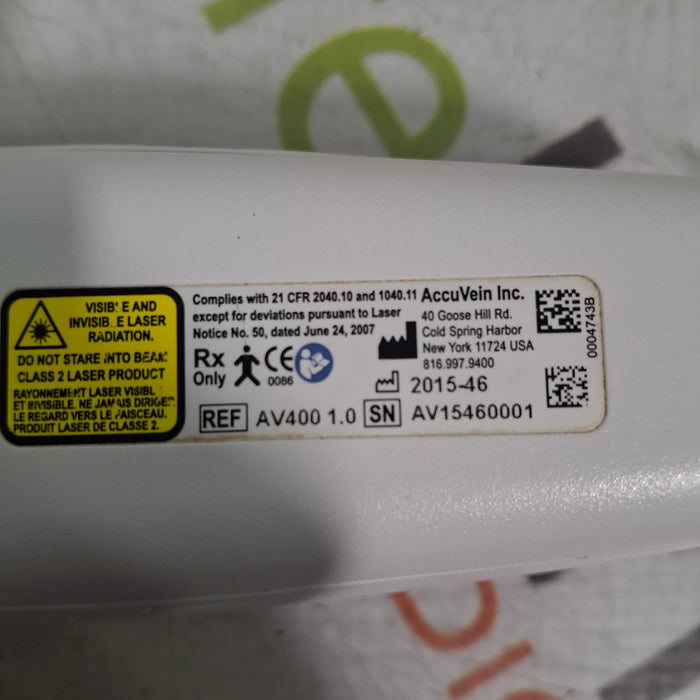 VISIB' E AND
INVISIB..E LASER
RADIATION.
DO NOT STARE INTO BEAM
CLASS 2 LASER PRODUCT
RAYONNEMENT LASER VISIBL
ET INVISIBLE. NE JAMAIS DIRIGER
LE REGARD VERS LE FAISCEAU.
PRODUIT LASER DE CLASSE 2.
Complies with 21 CFR 2040.10 and 1040.11
except for deviations pursuant to Laser
Notice No. 50, dated June 24, 2007
Rx
Only
CE
0086
AccuVein Inc.
40 Goose Hill Rd.
Cold Spring Harbor
New York 11724 USA
816.997.9400
2015-46
REF AV400 1.0 SN AV15460001
0004743B